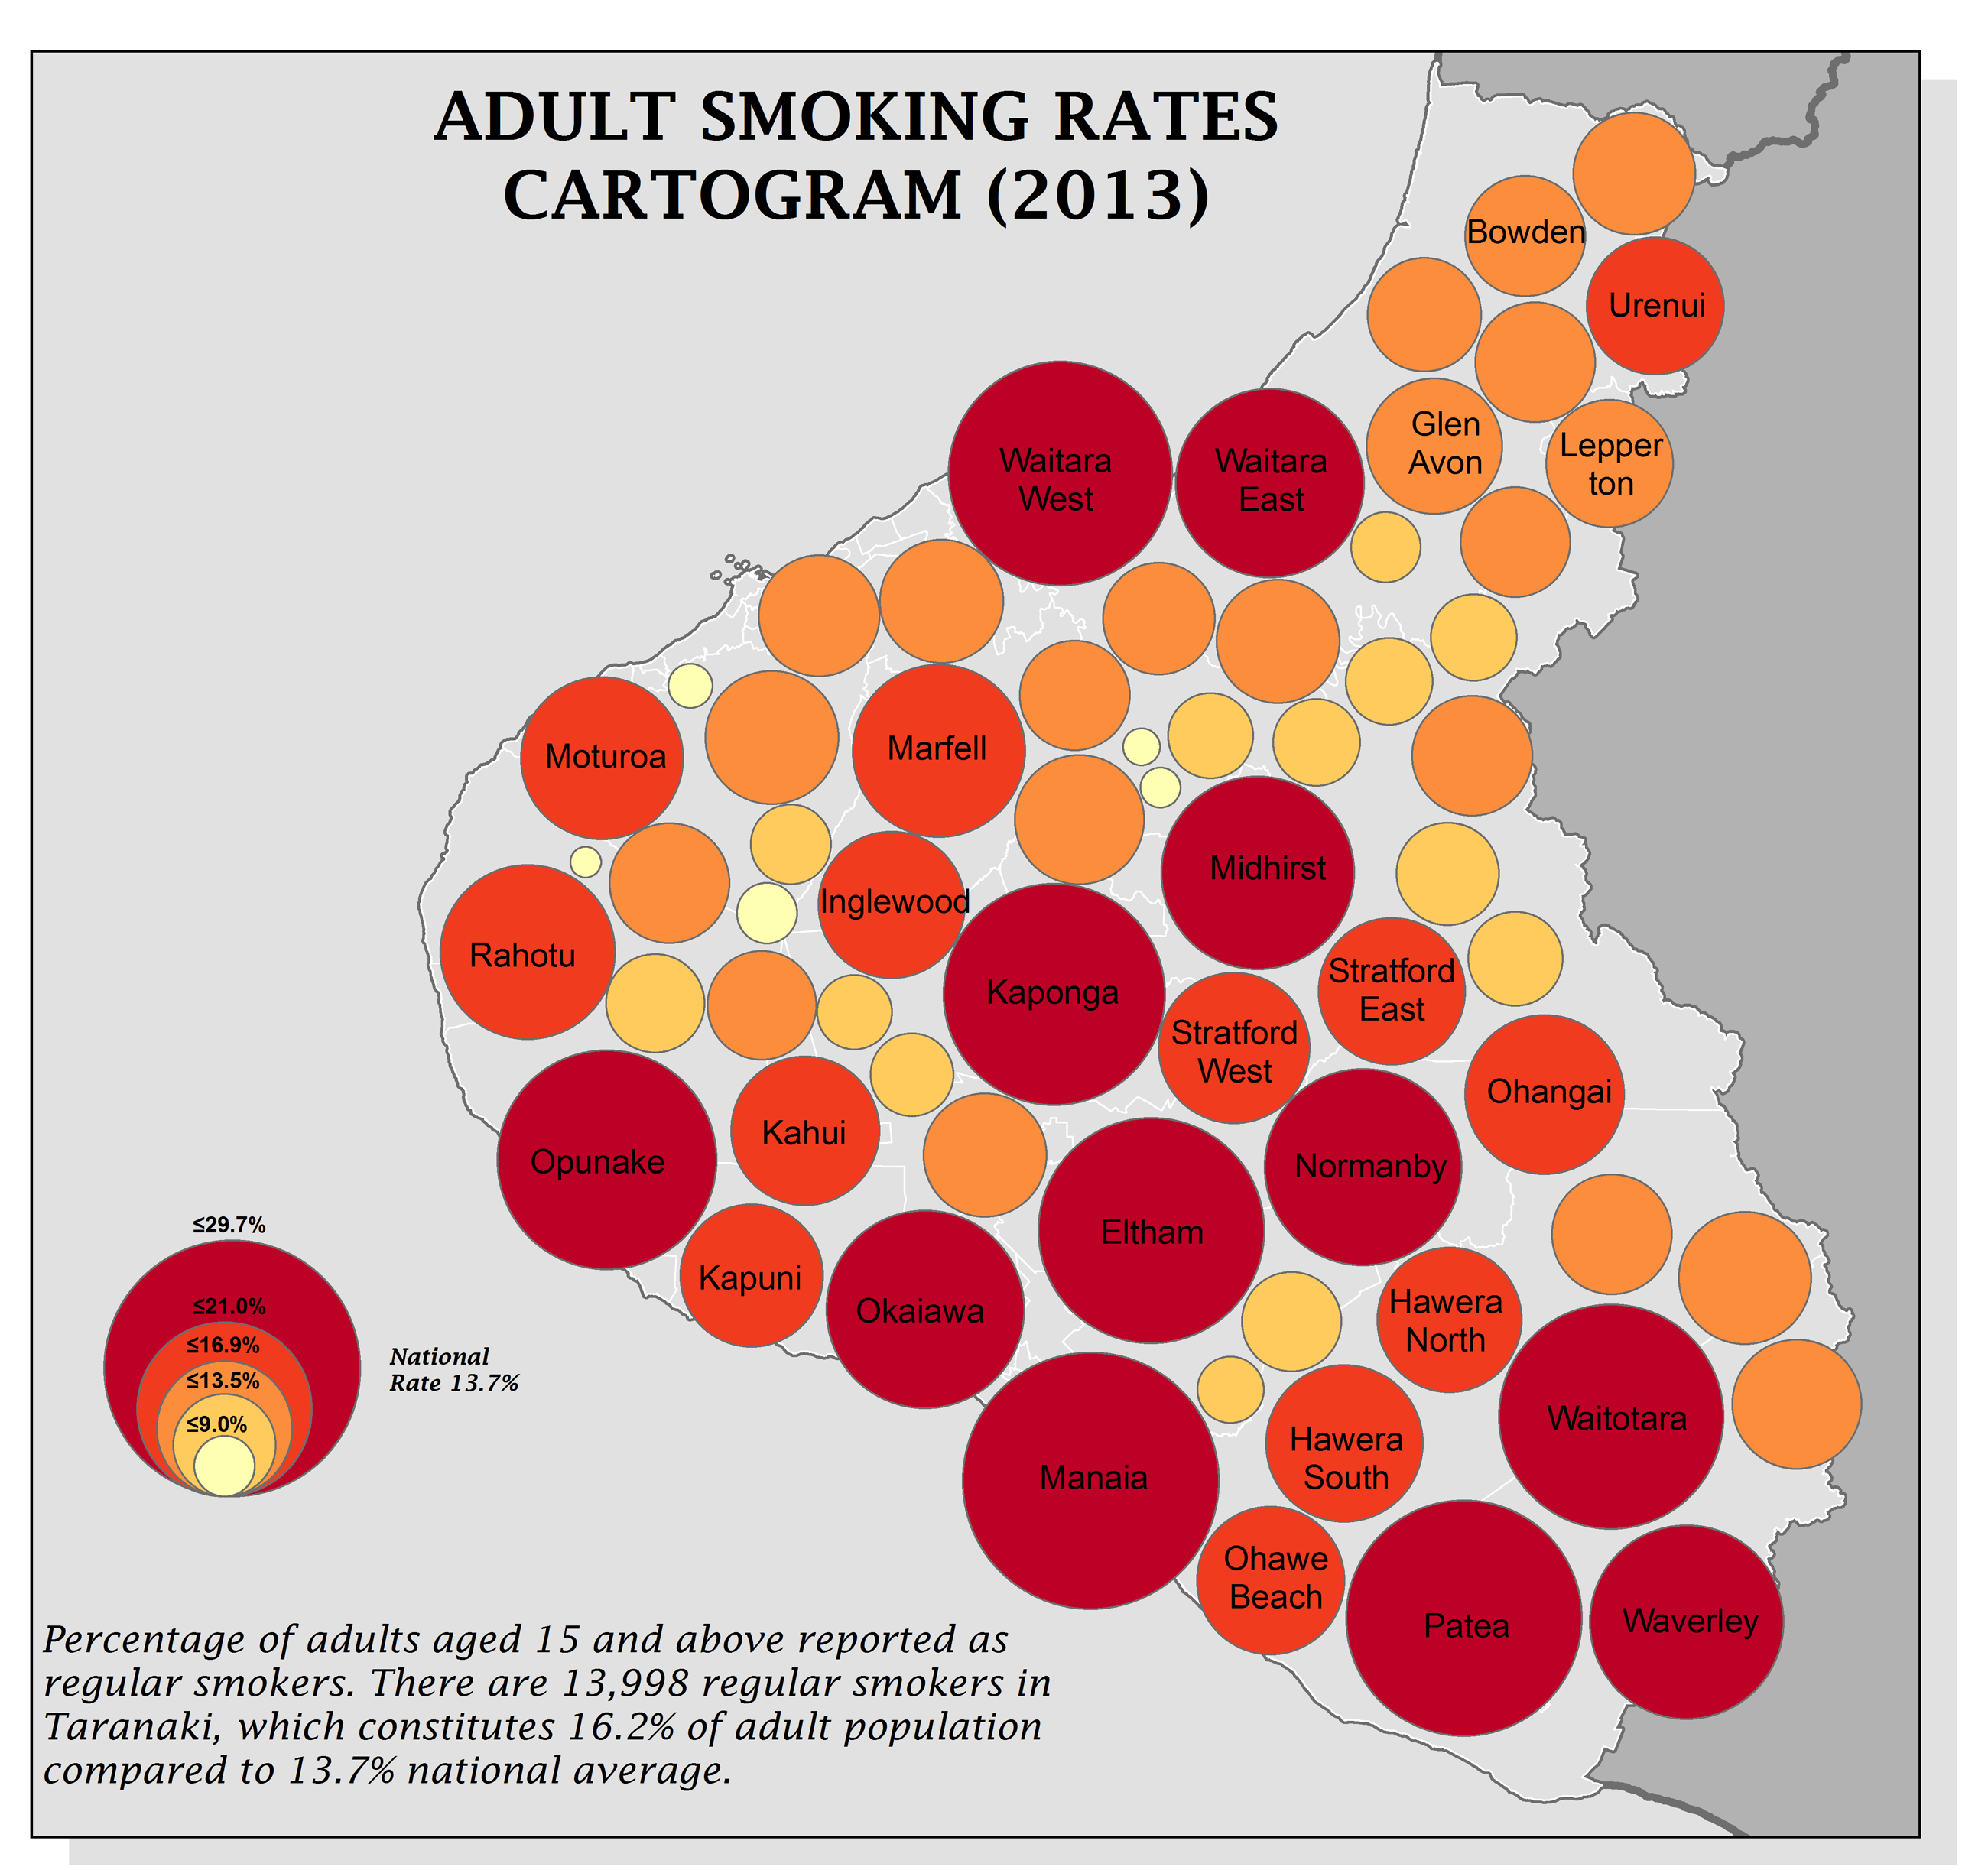 ADULT SMOKING RATES
CARTOGRAM (2013)
Bowden
Urenui
Glen
Avon
Lepper
ton
Waitara
West
Waitara
East
Moturoa
Marfell
Midhirst
Inglewood
Rahotu
Kaponga
Stratford
East
Stratford
West
Ohangai
Kahui
Opunake
Normanby
Eltham
Kapuni
Okaiawa
Hawera
North
Waitotara
Manaia
Hawera
South
Ohawe
Beach
Patea
Waverley
≤29.7%
≤21.0%
≤16.9%
≤13.5%
≤9.0%
National
Rate 13.7%
Percentage of adults aged 15 and above reported as
regular smokers. There are 13,998 regular smokers in
Taranaki, which constitutes 16.2% of adult population
compared to 13.7% national average.